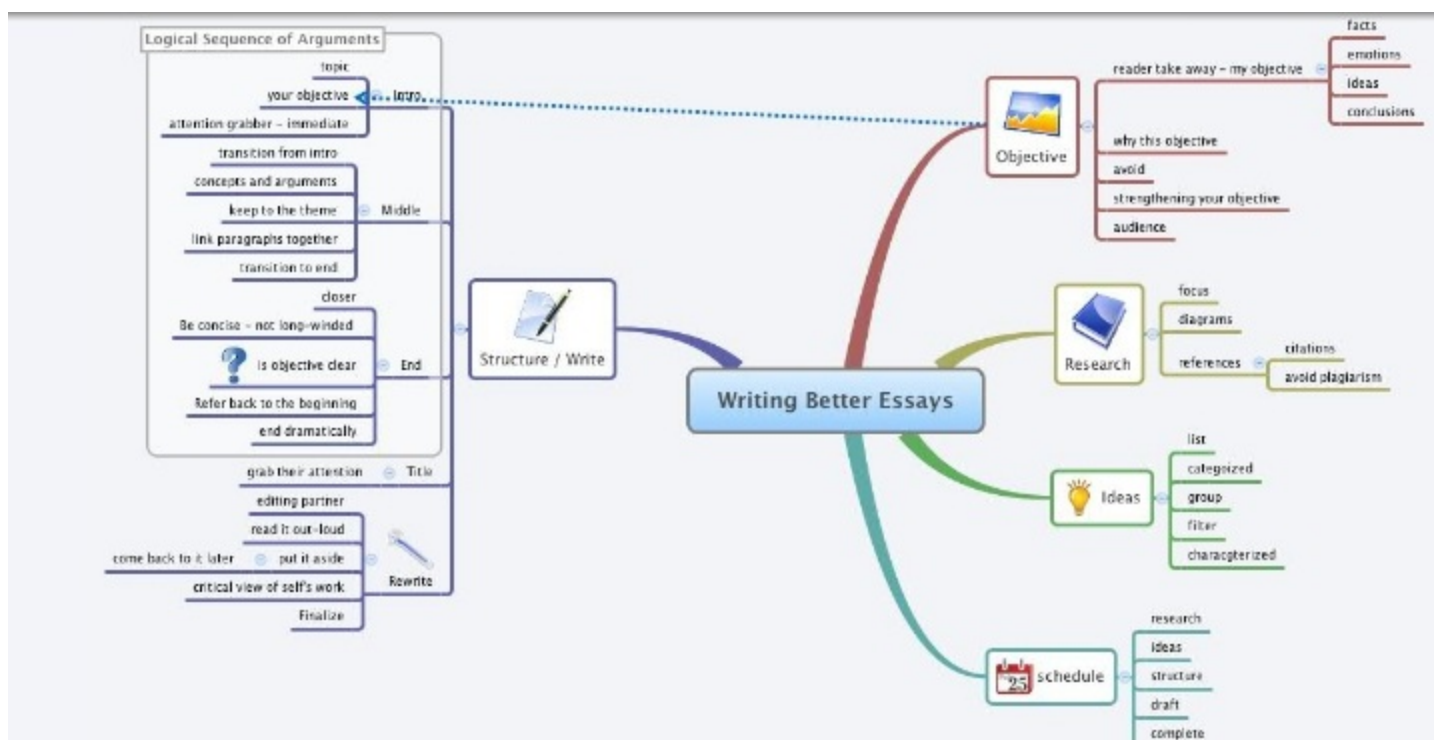 Writing Better Essays
Objective
reader take away - my objective
facts
emotions
ideas
conclusions
why this objective
avoid
strengthening your objective
audience
Research
focus
diagrams
references
citations
avoid plagiarism
Ideas
list
categoized
group
filter
characgterized
schedule
25
research
ideas
structure
draft
complete
Structure / Write
Logical Sequence of Arguments
Intro
topic
your objective
attention grabber - immediate
Middle
transition from intro
concepts and arguments
keep to the theme
link paragraphs together
transition to end
End
closer
Be concise - not long-winded
is objective clear
Refer back to the beginning
end dramatically
Title
grab their attention
Rewrite
editing partner
read it out-loud
put it aside
come back to it later
critical view of self's work
Finalize